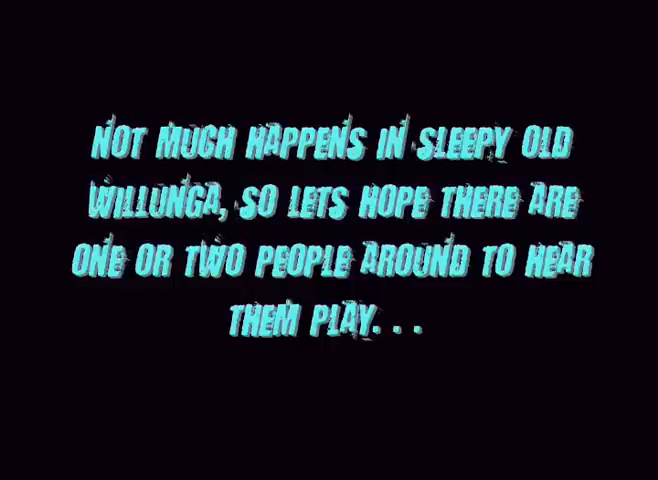 NOT MUCH HAPPENS IN SLEEPY OLD
WILLUNGA, SO LETS HOPE THERE ARE
ONE OR TWO PEOPLE AROUND TO HEAR
THEM PLAY. . .